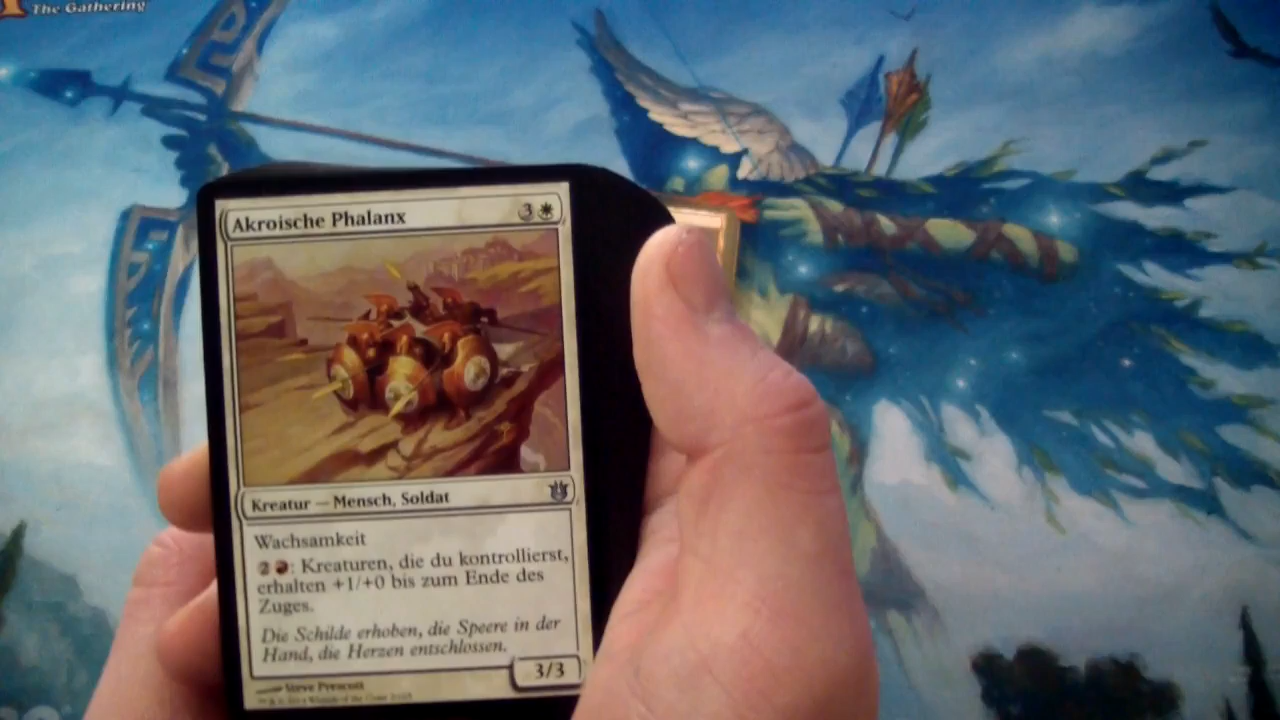 The Gathering
Akroische Phalanx
3
Kreatur — Mensch, Soldat
Wachsamkeit
2 : Kreaturen, die du kontrollierst,
erhalten +1/+0 bis zum Ende des
Zuges.
Die Schilde erhoben, die Speere in der
Hand, die Herzen entschlossen.
3/3
Steve Prescott